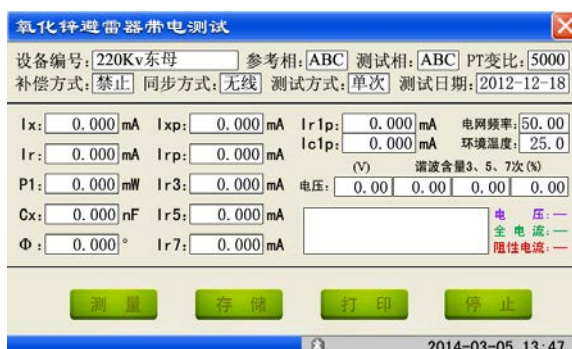 氧化锌避雷器带电测试
设备编号: 220Kv东母 参考相: ABC 测试相: ABC PT变比: 5000
补偿方式: 禁止 同步方式: 无线 测试方式: 单次 测试日期: 2012-12-18
Ix: 0.000 mA Ixp: 0.000 mA Ir1p: 0.000 mA 电网频率: 50.00
Ic1p: 0.000 mA 环境温度: 25.0
Ir: 0.000 mA Irp: 0.000 mA
(V) 谐波含量3、5、7次(%)
P1: 0.000 mW Ir3: 0.000 mA 电压: 0.00 0.00 0.00 0.00
Cx: 0.000 nF Ir5: 0.000 mA
电 压: —
全 电 流: —
阻性电流: —
Φ: 0.000 ° Ir7: 0.000 mA
测 量 存 储 打 印 停 止
2014-03-05 13:47